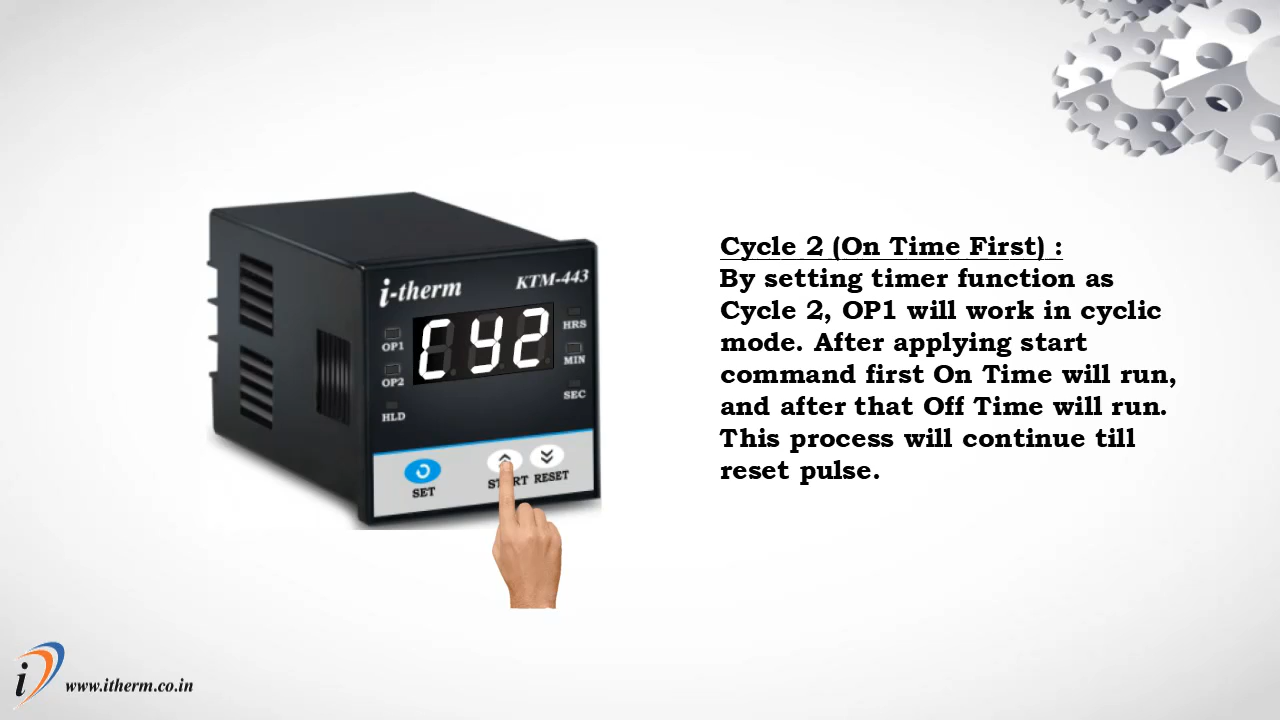 i-therm KTM-443
CY2
OP1
OP2
HLD
HRS
MIN
SEC
SET
START RESET
Cycle 2 (On Time First) :
By setting timer function as
Cycle 2, OP1 will work in cyclic
mode. After applying start
command first On Time will run,
and after that Off Time will run.
This process will continue till
reset pulse.
i www.itherm.co.in